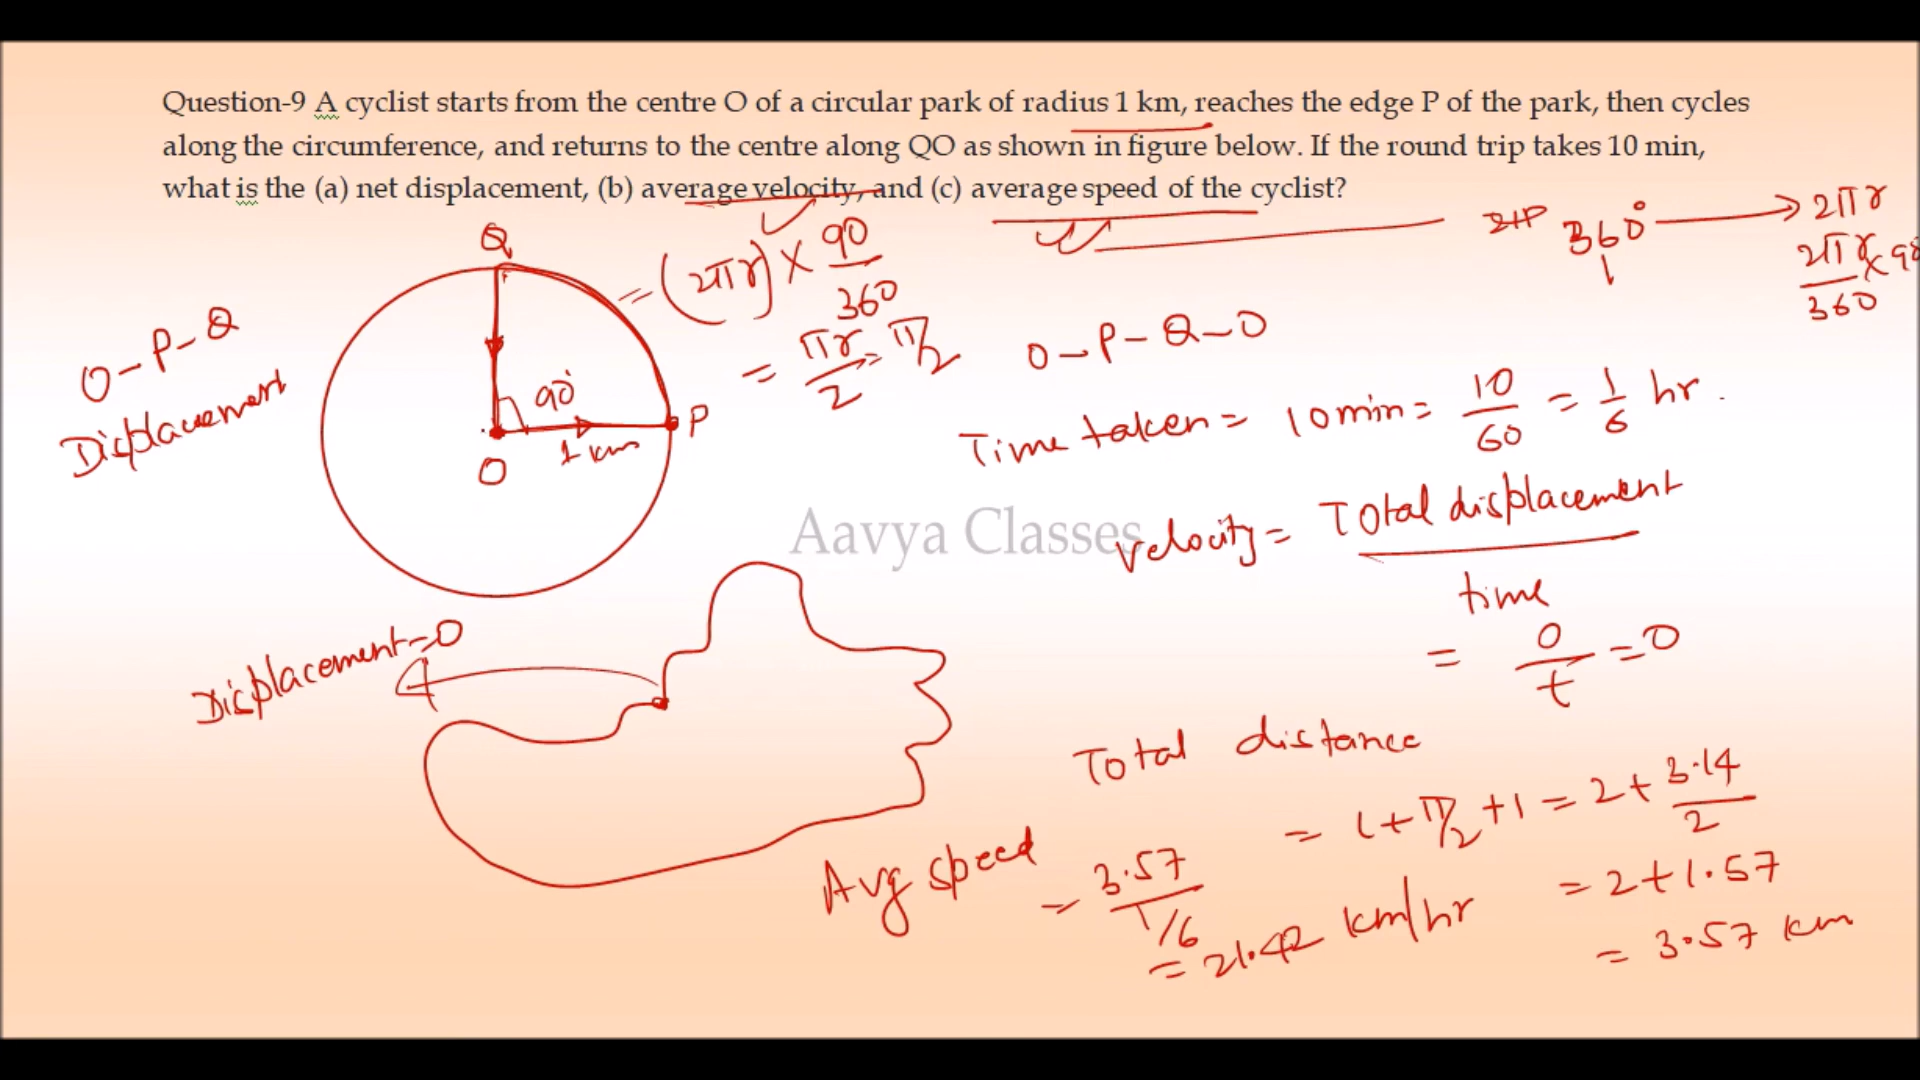 Question-9 A cyclist starts from the centre O of a circular park of radius 1 km, reaches the edge P of the park, then cycles
along the circumference, and returns to the centre along QO as shown in figure below. If the round trip takes 10 min,
what is the (a) net displacement, (b) average velocity, and (c) average speed of the cyclist?
360° → 2πr
2πr/360 × 90
Q
= (2πr) × 90/360
= πr/2 = π/2
O-P-Q
Displacement
90°
P
1 km
O
O-P-Q-O
Time taken = 10min = 10/60 = 1/6 hr.
Aavya Classes
velocity = Total displacement
time
= 0/t = 0
Displacement=0
Total distance
= 1+π/2+1 = 2+3.14/2
= 2+1.57
= 3.57 km
Avg speed
= 3.57
1/6
= 21.42 km/hr